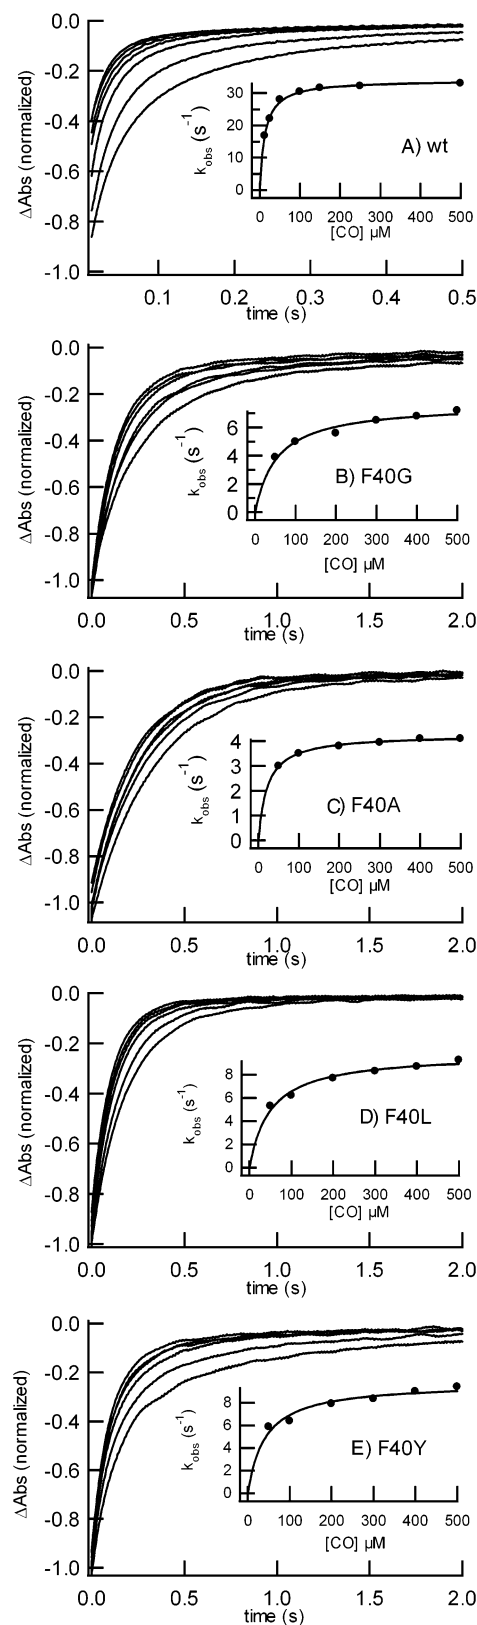 0.0
-0.2
-0.4
-0.6
-0.8
-1.0
ΔAbs (normalized)
30
20
10
0
k_obs (s⁻¹)
A) wt
0 100 200 300 400 500
[CO] µM
0.1 0.2 0.3 0.4 0.5
time (s)
0.0
-0.2
-0.4
-0.6
-0.8
-1.0
ΔAbs (normalized)
6
4
2
0
k_obs (s⁻¹)
B) F40G
0 100 200 300 400 500
[CO] µM
0.0 0.5 1.0 1.5 2.0
time (s)
0.0
-0.2
-0.4
-0.6
-0.8
-1.0
ΔAbs (normalized)
4
3
2
1
0
k_obs (s⁻¹)
C) F40A
0 100 200 300 400 500
[CO] µM
0.0 0.5 1.0 1.5 2.0
time (s)
0.0
-0.2
-0.4
-0.6
-0.8
-1.0
ΔAbs (normalized)
8
6
4
2
0
k_obs (s⁻¹)
D) F40L
0 100 200 300 400 500
[CO] µM
0.0 0.5 1.0 1.5 2.0
time (s)
0.0
-0.2
-0.4
-0.6
-0.8
-1.0
ΔAbs (normalized)
8
6
4
2
0
k_obs (s⁻¹)
E) F40Y
0 100 200 300 400 500
[CO] µM
0.0 0.5 1.0 1.5 2.0
time (s)